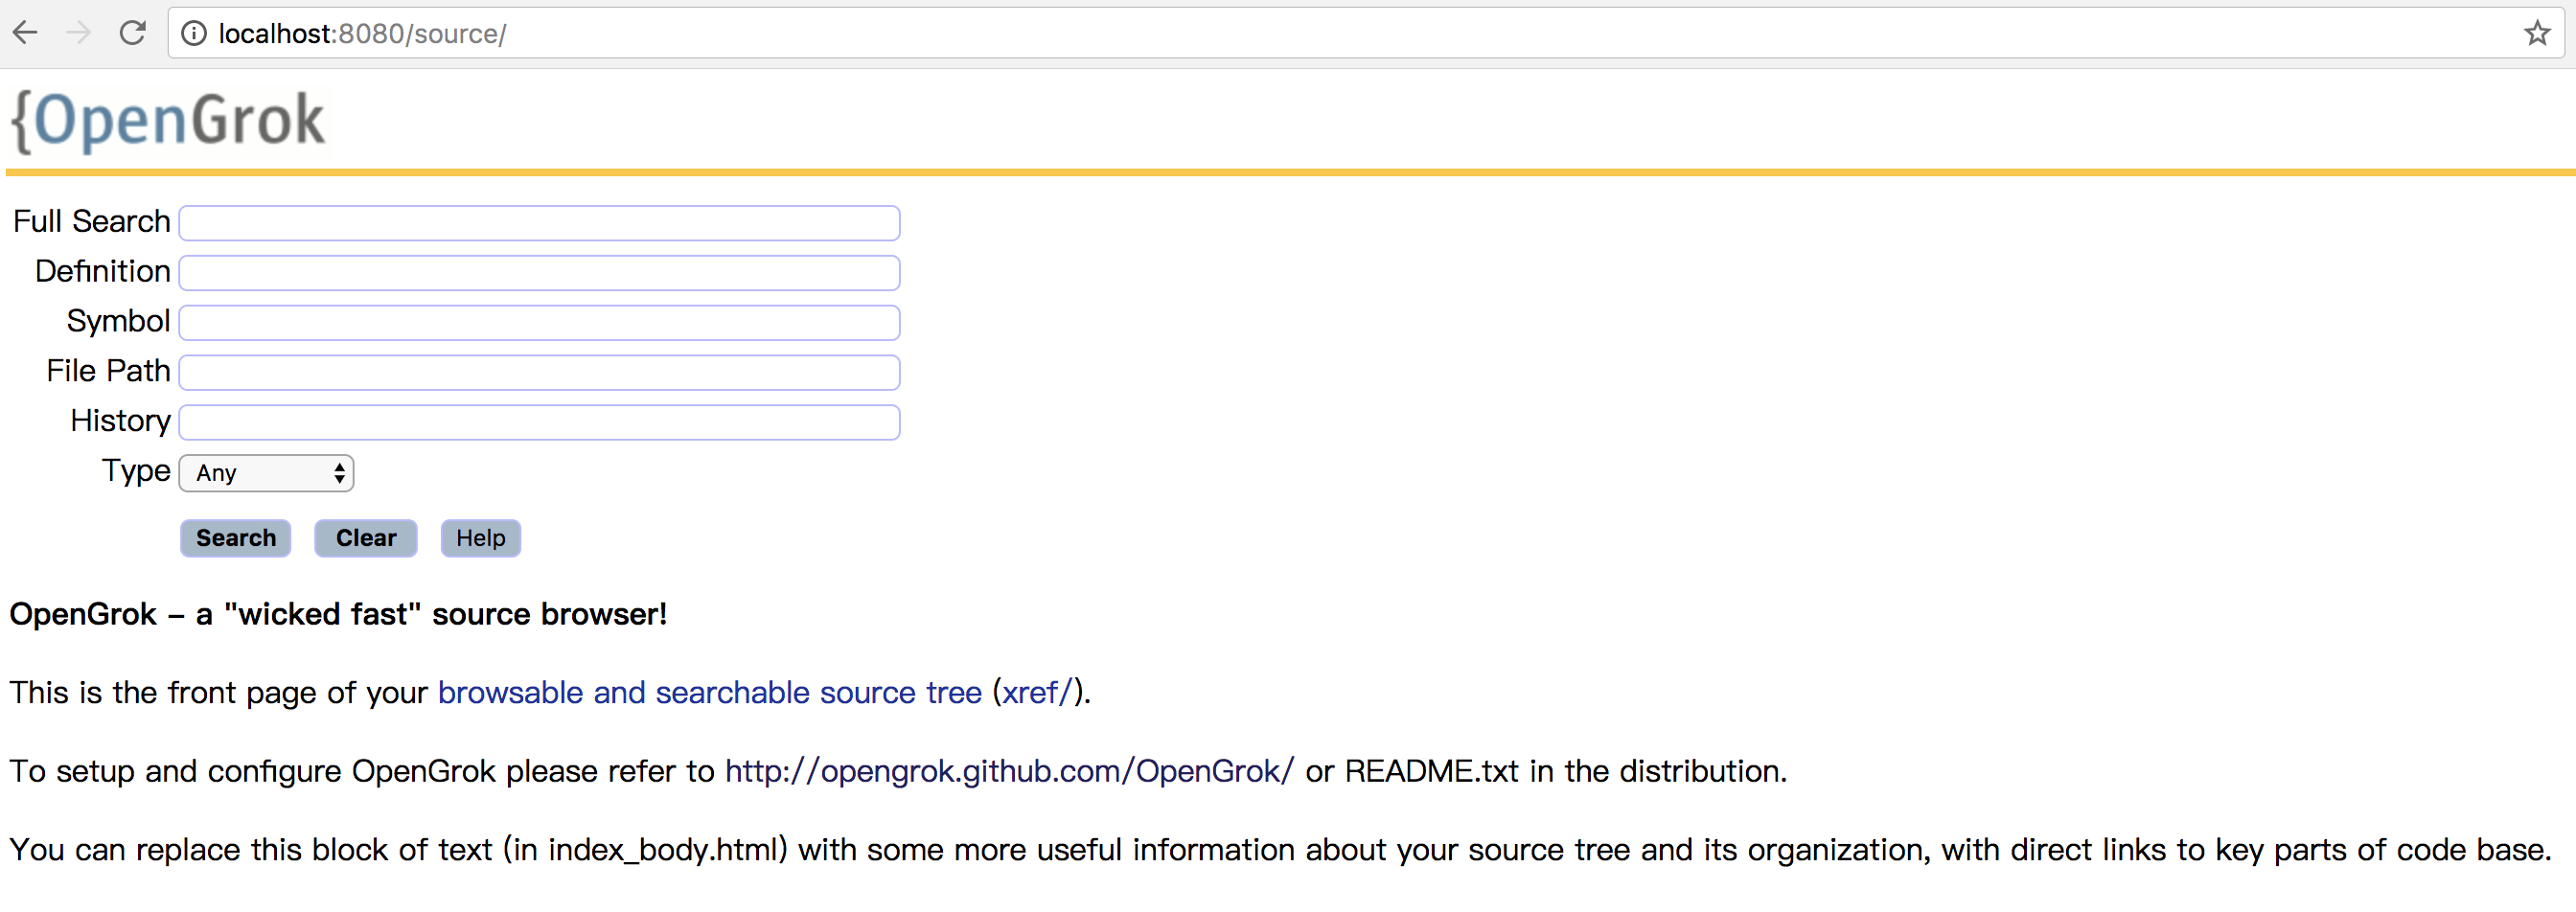 localhost:8080/source/
{OpenGrok
Full Search
Definition
Symbol
File Path
History
Type Any
Search Clear Help
OpenGrok – a "wicked fast" source browser!
This is the front page of your browsable and searchable source tree (xref/).
To setup and configure OpenGrok please refer to http://opengrok.github.com/OpenGrok/ or README.txt in the distribution.
You can replace this block of text (in index_body.html) with some more useful information about your source tree and its organization, with direct links to key parts of code base.